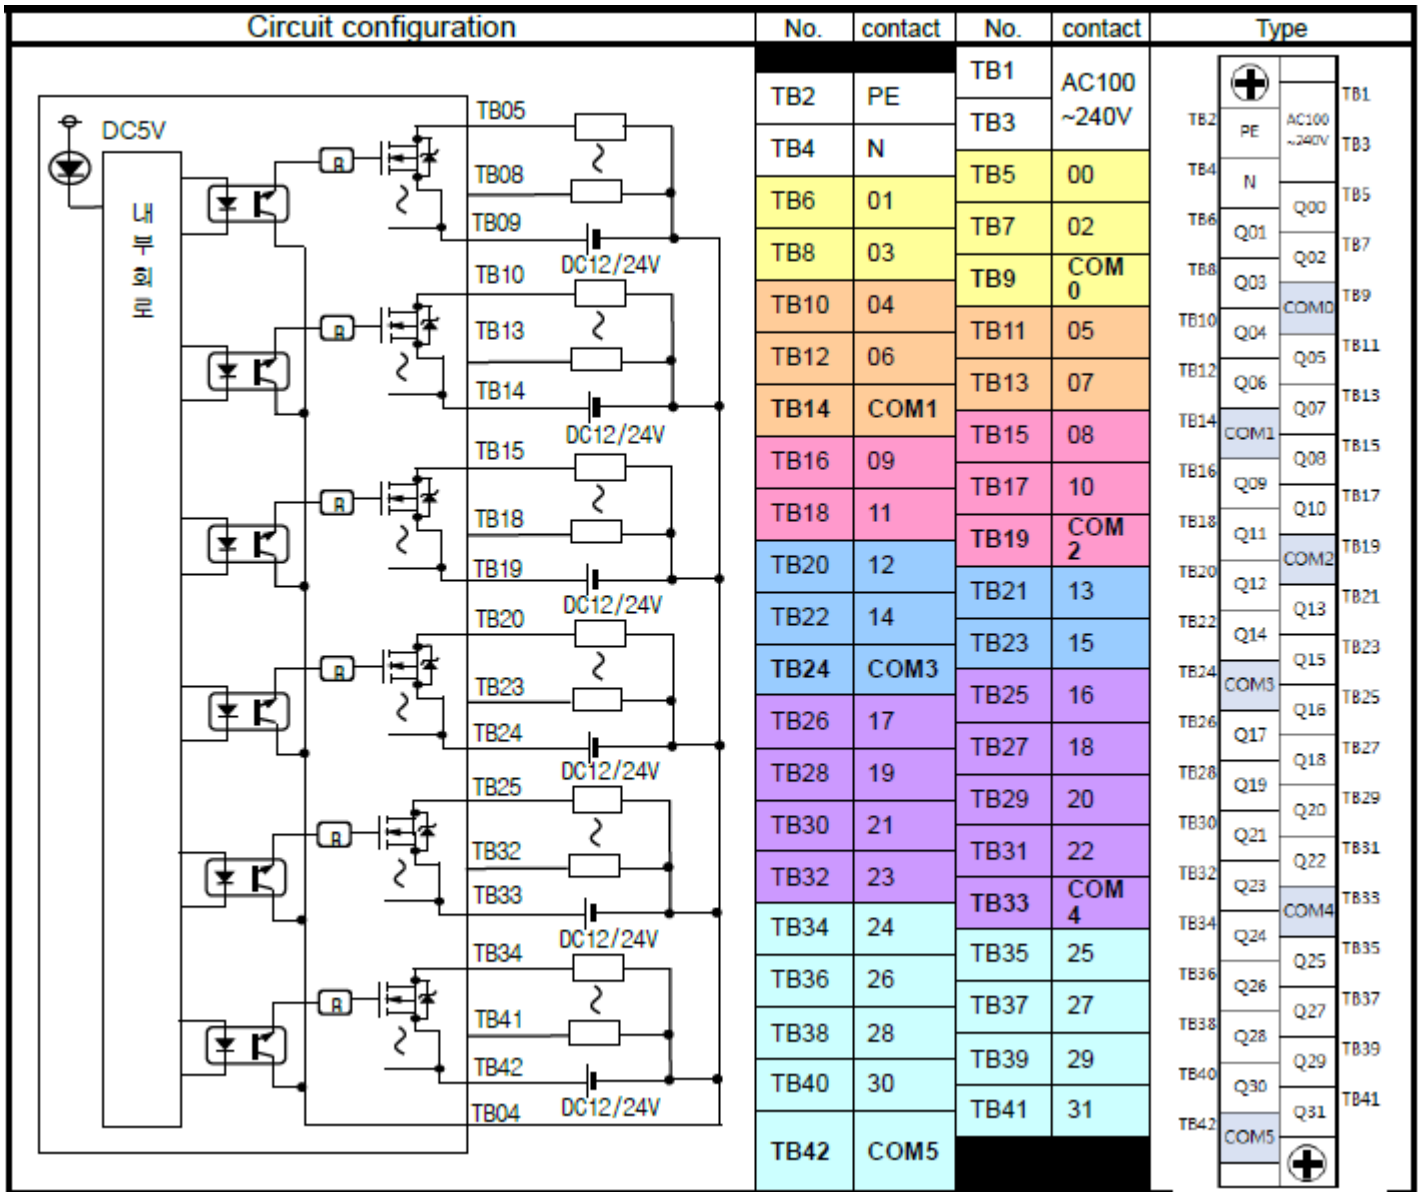 Circuit configuration
No. contact No. contact Type
DC5V
내
부
회
로
R
R
R
R
R
R
TB05
TB08
TB09
DC12/24V
TB10
TB13
TB14
DC12/24V
TB15
TB18
TB19
DC12/24V
TB20
TB23
TB24
DC12/24V
TB25
TB32
TB33
DC12/24V
TB34
TB41
TB42
DC12/24V
TB04
TB2 PE
TB4 N
TB6 01
TB8 03
TB10 04
TB12 06
TB14 COM1
TB16 09
TB18 11
TB20 12
TB22 14
TB24 COM3
TB26 17
TB28 19
TB30 21
TB32 23
TB34 24
TB36 26
TB38 28
TB40 30
TB42 COM5
TB1 AC100
TB3 ~240V
TB5 00
TB7 02
TB9 COM
0
TB11 05
TB13 07
TB15 08
TB17 10
TB19 COM
2
TB21 13
TB23 15
TB25 16
TB27 18
TB29 20
TB31 22
TB33 COM
4
TB35 25
TB37 27
TB39 29
TB41 31
TB2 PE
TB4 N
TB6 Q01
TB8 Q03
TB10 Q04
TB12 Q06
TB14 COM1
TB16 Q09
TB18 Q11
TB20 Q12
TB22 Q14
TB24 COM3
TB26 Q17
TB28 Q19
TB30 Q21
TB32 Q23
TB34 Q24
TB36 Q26
TB38 Q28
TB40 Q30
TB42 COM5
AC100 TB1
~240V TB3
Q00 TB5
Q02 TB7
COM0 TB9
Q05 TB11
Q07 TB13
Q08 TB15
Q10 TB17
COM2 TB19
Q13 TB21
Q15 TB23
Q16 TB25
Q18 TB27
Q20 TB29
Q22 TB31
COM4 TB33
Q25 TB35
Q27 TB37
Q29 TB39
Q31 TB41